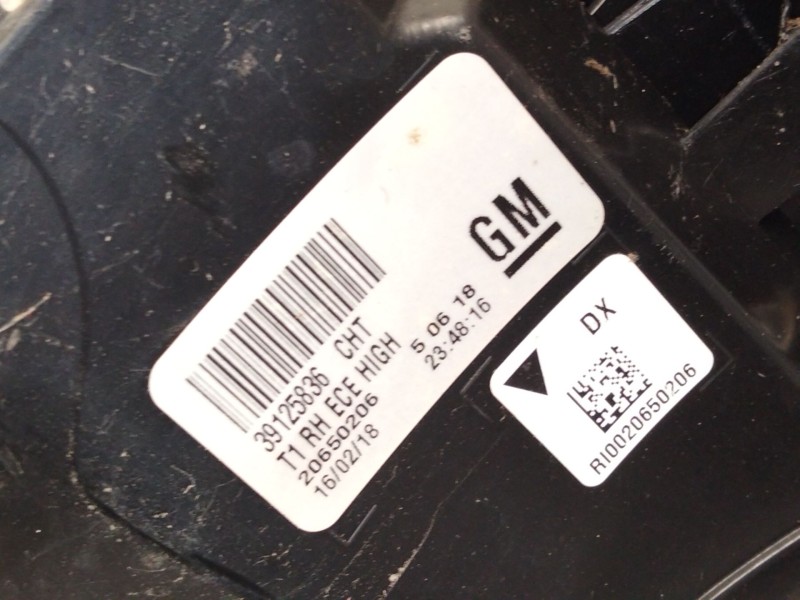 GM
39125836 CHT
T1 RH ECE HIGH
20650206
16/02/18
5 06 18
23:48:16
DX
RI0020650206